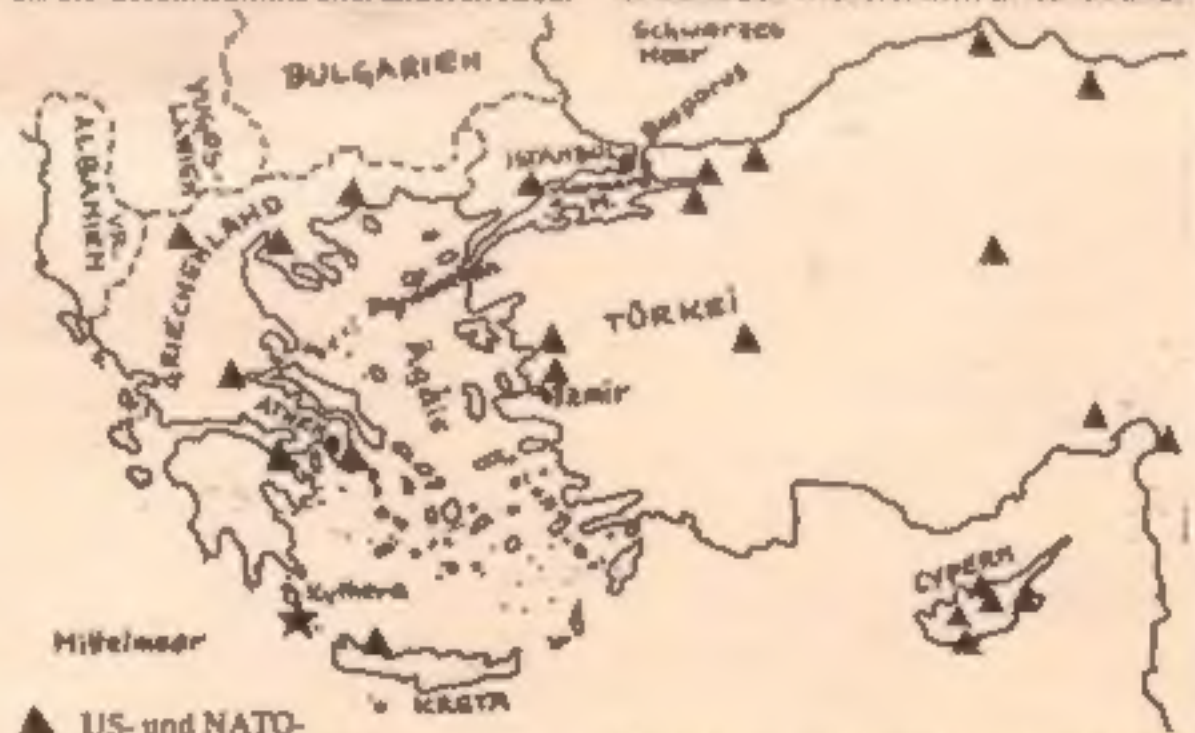 Schwarzes
Meer
BULGARIEN
Bosporus
ISTANBUL
ALBANIEN
GRIECHENLAND
M.
TÜRKEI
Ägäis
Izmir
ATHEN
Kythera
CYPERN
Mittelmeer
KRETA
US- und NATO-